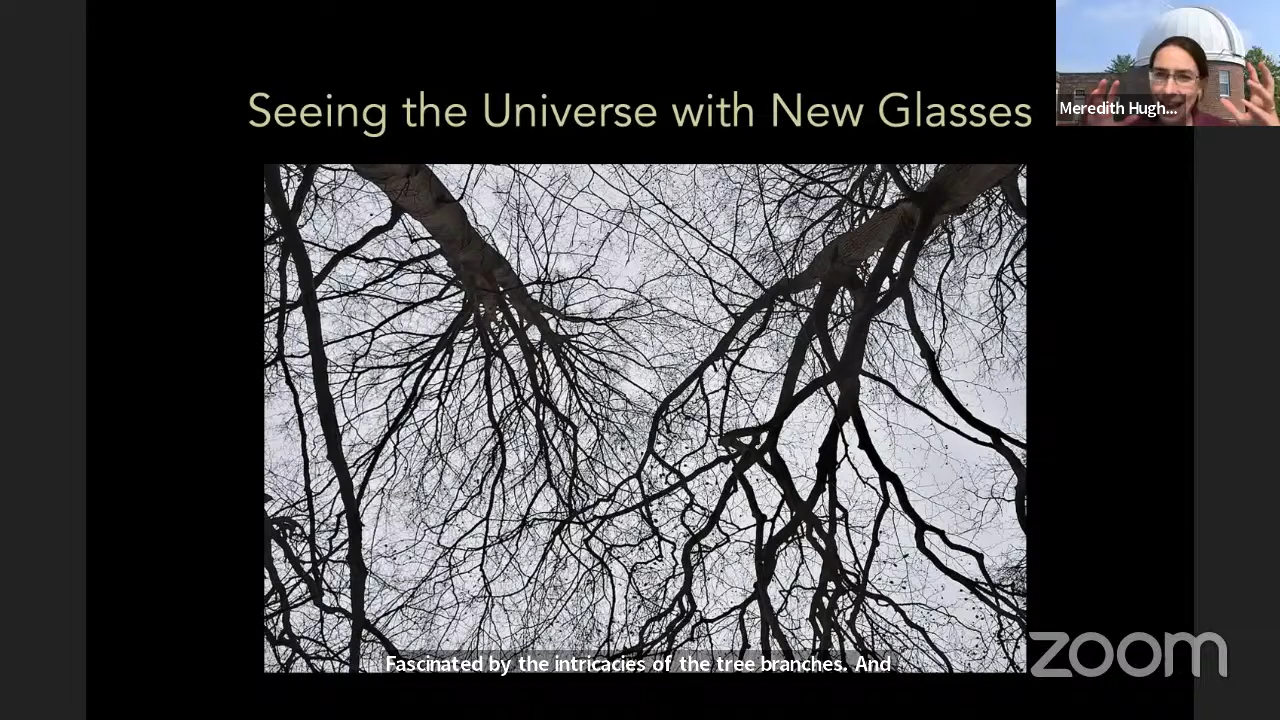 Seeing the Universe with New Glasses
Meredith Hugh...
Fascinated by the intricacies of the tree branches. And
zoom